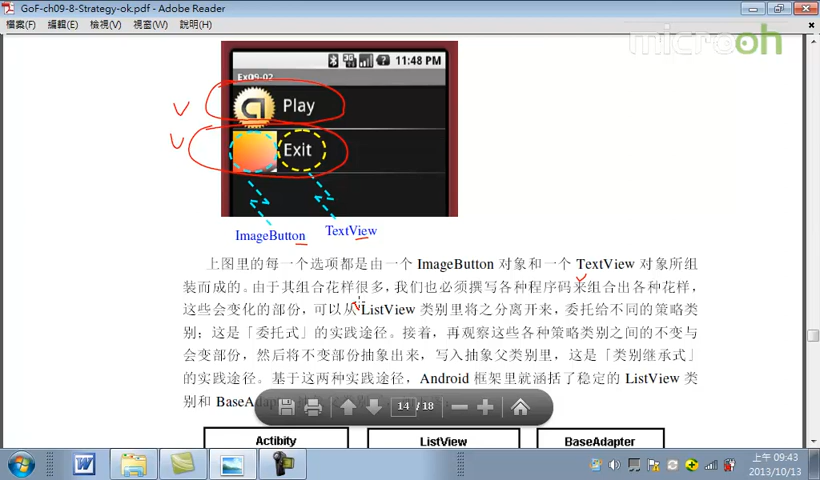 GoF-ch09-8-Strategy-ok.pdf - Adobe Reader
檔案(F) 編輯(E) 檢視(V) 視窗(W) 說明(H)
microoh
11:48 PM
Ex09-02
Play
Exit
ImageButton TextView
上图里的每一个选项都是由一个 ImageButton 对象和一个 TextView 对象所组
装而成的。由于其组合花样很多，我们也必须撰写各种程序码来组合出各种花样，
这些会变化的部份，可以从 ListView 类别里将之分离开来，委托给不同的策略类
别；这是「委托式」的实践途径。接着，再观察这些各种策略类别之间的不变与
会变部份，然后将不变部份抽象出来，写入抽象父类别里，这是「类别继承式」
的实践途径。基于这两种实践途径，Android 框架里就涵括了稳定的 ListView 类
别和 BaseAdap
14 / 18
Actibity ListView BaseAdapter
上午 09:43
2013/10/13